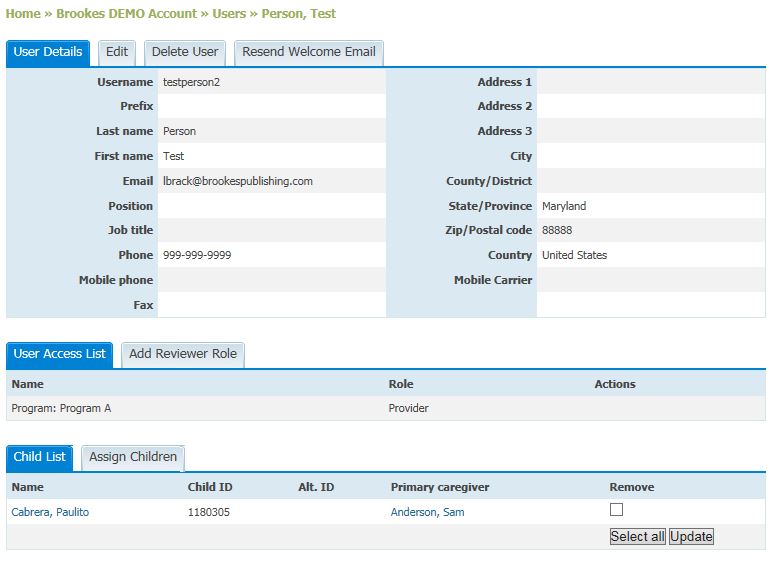 Home » Brookes DEMO Account » Users » Person, Test
User Details Edit Delete User Resend Welcome Email
Username testperson2 Address 1
Prefix Address 2
Last name Person Address 3
First name Test City
Email lbrack@brookespublishing.com County/District
Position State/Province Maryland
Job title Zip/Postal code 88888
Phone 999-999-9999 Country United States
Mobile phone Mobile Carrier
Fax
User Access List Add Reviewer Role
Name Role Actions
Program: Program A Provider
Child List Assign Children
Name Child ID Alt. ID Primary caregiver Remove
Cabrera, Paulito 1180305 Anderson, Sam
Select all Update